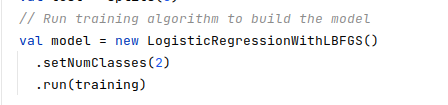 // Run training algorithm to build the model
val model = new LogisticRegressionWithLBFGS()
.setNumClasses(2)
.run(training)